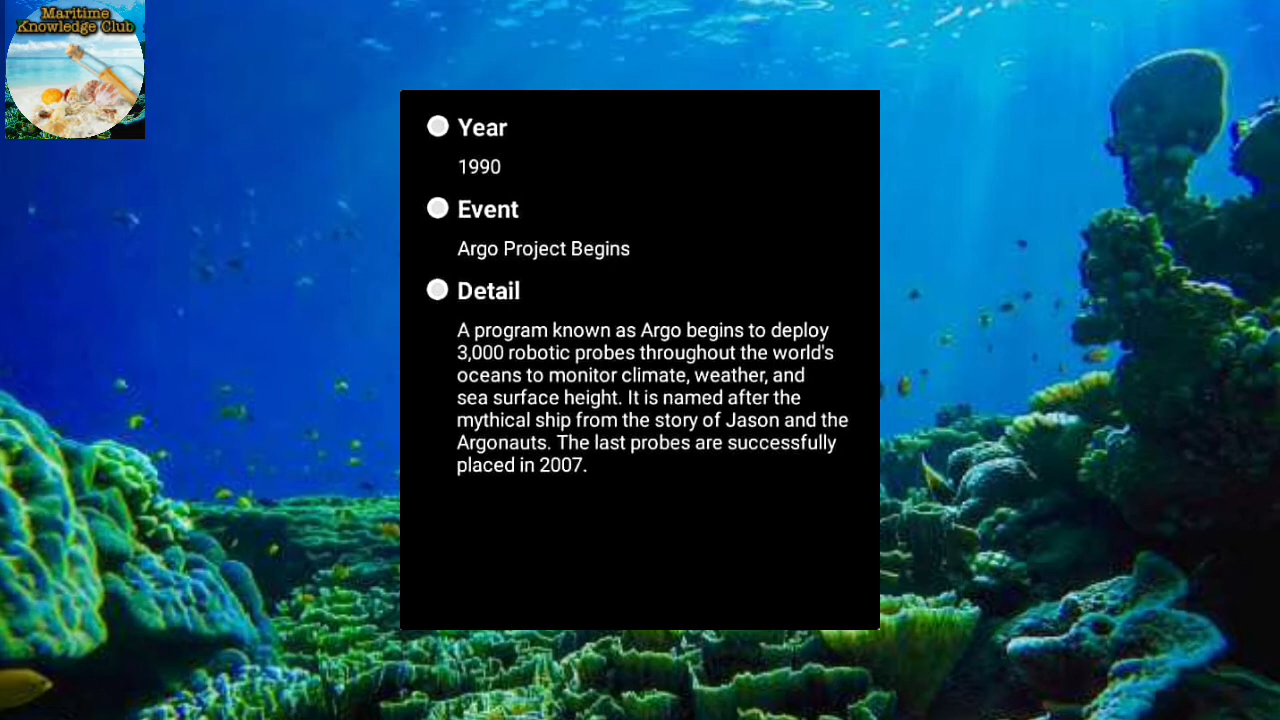 Maritime
Knowledge Club
Year
1990
Event
Argo Project Begins
Detail
A program known as Argo begins to deploy
3,000 robotic probes throughout the world's
oceans to monitor climate, weather, and
sea surface height. It is named after the
mythical ship from the story of Jason and the
Argonauts. The last probes are successfully
placed in 2007.